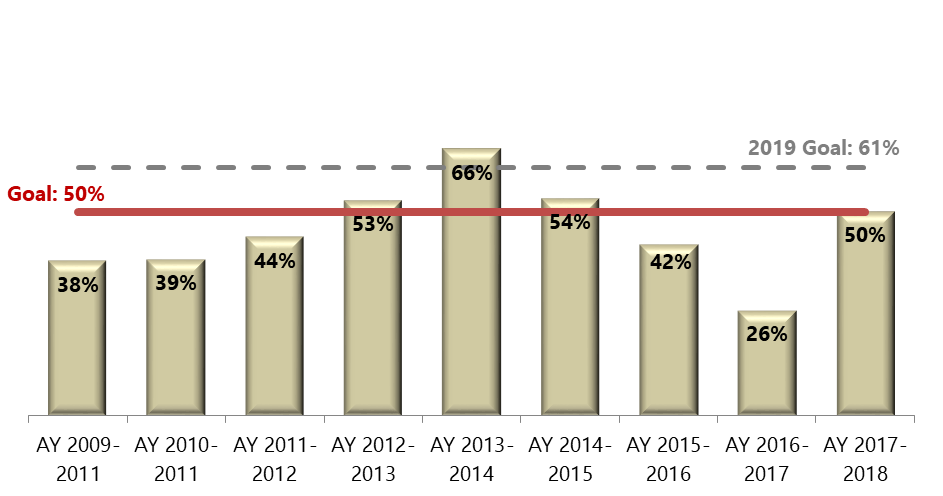 2019 Goal: 61%
Goal: 50%
66%
53%
54%
50%
44%
42%
38%
39%
26%
AY 2009-
2011
AY 2010-
2011
AY 2011-
2012
AY 2012-
2013
AY 2013-
2014
AY 2014-
2015
AY 2015-
2016
AY 2016-
2017
AY 2017-
2018